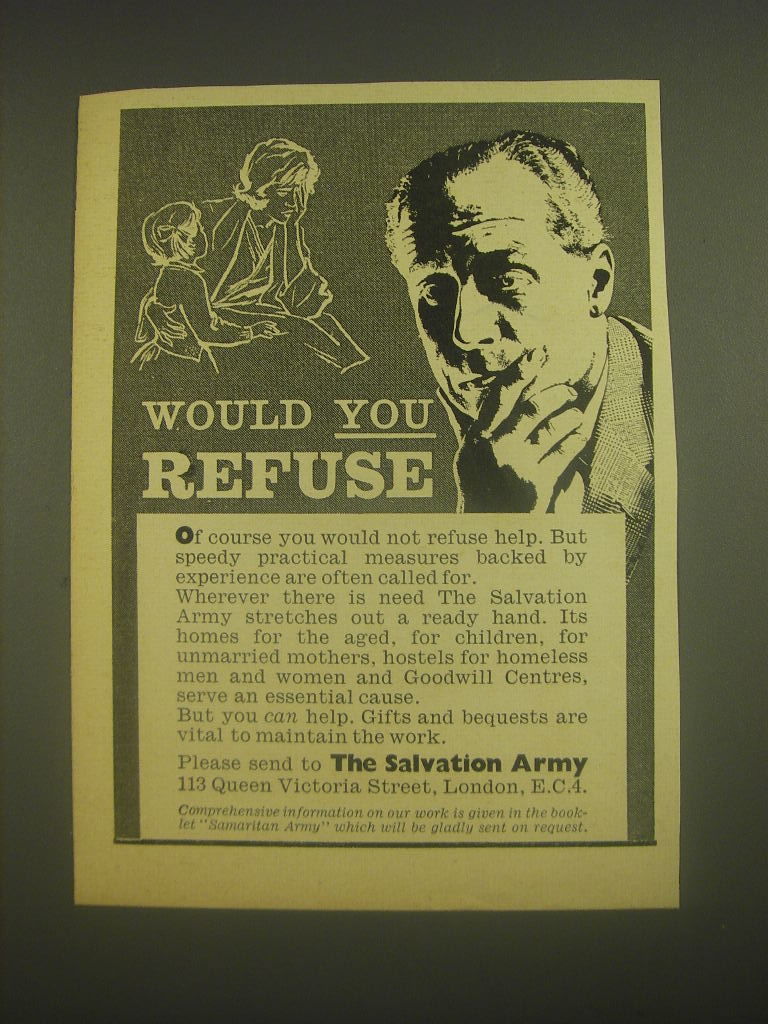 WOULD YOU
REFUSE
Of course you would not refuse help. But
speedy practical measures backed by
experience are often called for.
Wherever there is need The Salvation
Army stretches out a ready hand. Its
homes for the aged, for children, for
unmarried mothers, hostels for homeless
men and women and Goodwill Centres,
serve an essential cause.
But you can help. Gifts and bequests are
vital to maintain the work.
Please send to The Salvation Army
113 Queen Victoria Street, London, E.C.4.
Comprehensive information on our work is given in the book-
let "Samaritan Army" which will be gladly sent on request.